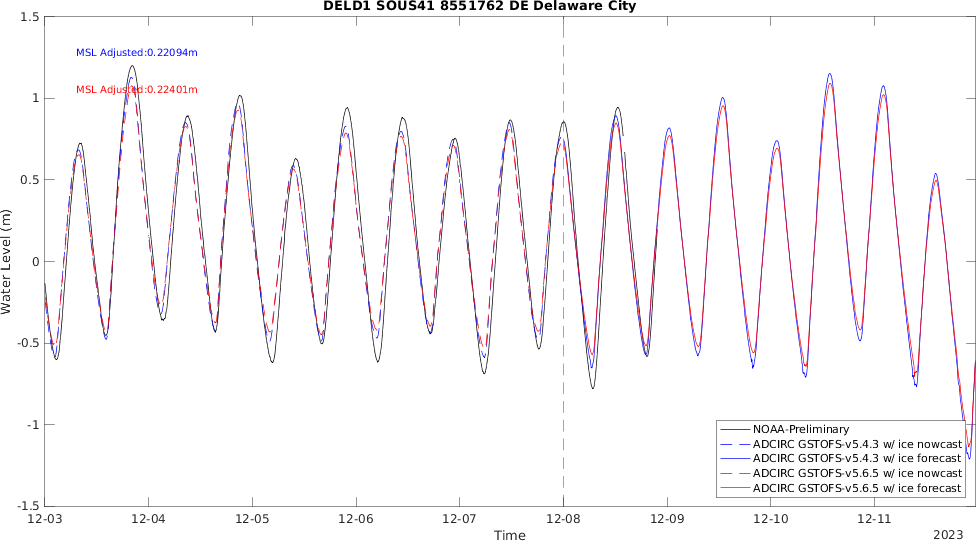 DELD1 SOUS41 8551762 DE Delaware City
1.5
MSL Adjusted:0.22094m
1
MSL Adjusted:0.22401m
0.5
Water Level (m)
0
-0.5
-1
-1.5
NOAA-Preliminary
ADCIRC GSTOFS-v5.4.3 w/ ice nowcast
ADCIRC GSTOFS-v5.4.3 w/ ice forecast
ADCIRC GSTOFS-v5.6.5 w/ ice nowcast
ADCIRC GSTOFS-v5.6.5 w/ ice forecast
12-03 12-04 12-05 12-06 12-07 12-08 12-09 12-10 12-11
Time
2023